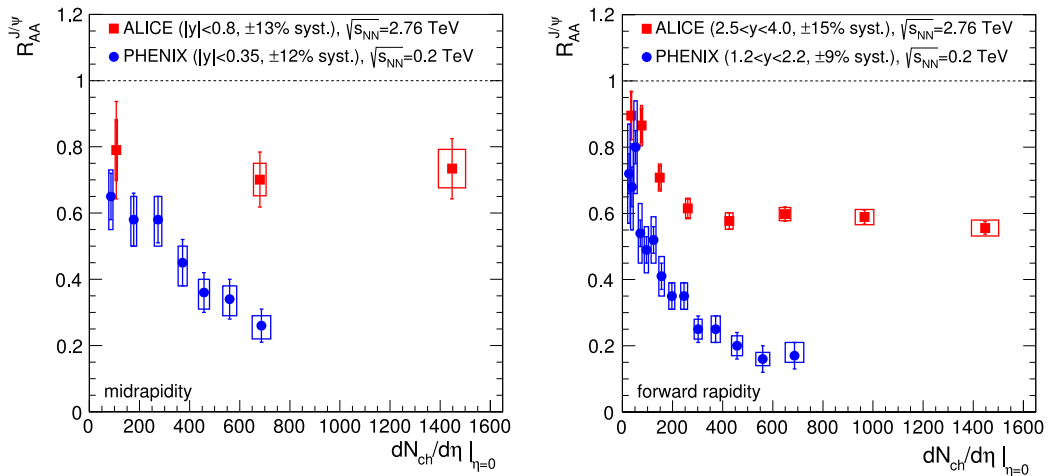 R_AA^J/ψ
ALICE (|y|<0.8, ±13% syst.), √s_NN=2.76 TeV
PHENIX (|y|<0.35, ±12% syst.), √s_NN=0.2 TeV
1.2
1
0.8
0.6
0.4
0.2
0
midrapidity
0 200 400 600 800 1000 1200 1400
dN_ch/dη |_η=0
R_AA^J/ψ
ALICE (2.5<y<4.0, ±15% syst.), √s_NN=2.76 TeV
PHENIX (1.2<y<2.2, ±9% syst.), √s_NN=0.2 TeV
1.2
1
0.8
0.6
0.4
0.2
0
forward rapidity
0 200 400 600 800 1000 1200 1400
dN_ch/dη |_η=0